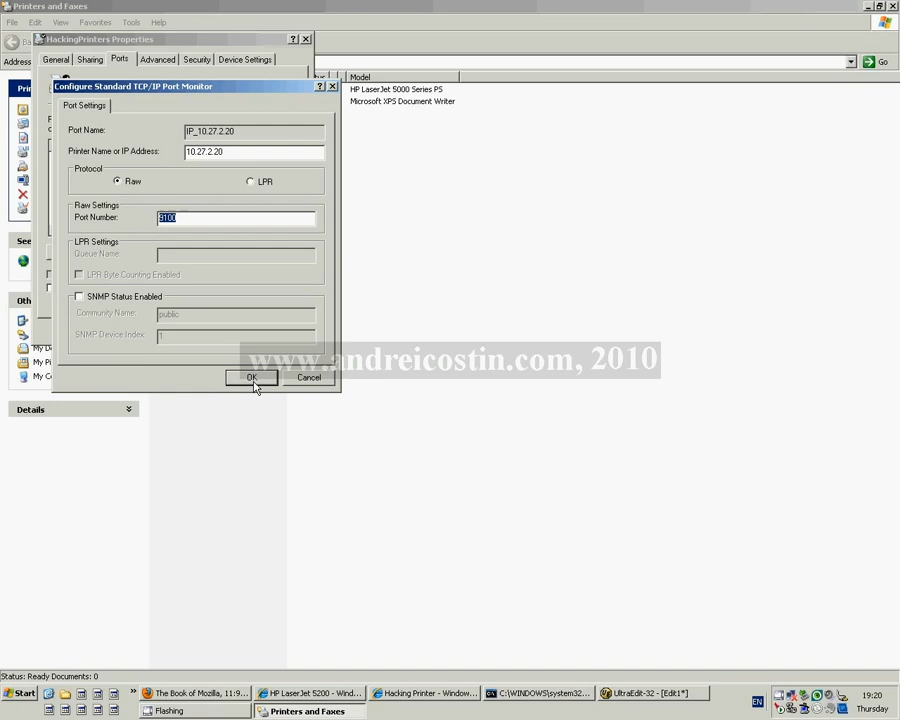 Printers and Faxes
File Edit View Favorites Tools Help
Address
Go
HackingPrinters Properties
General Sharing Ports Advanced Security Device Settings
Model
HP LaserJet 5000 Series PS
Microsoft XPS Document Writer
Configure Standard TCP/IP Port Monitor
Port Settings
Port Name: IP_10.27.2.20
Printer Name or IP Address: 10.27.2.20
Protocol
Raw LPR
Raw Settings
Port Number: 9100
LPR Settings
Queue Name:
LPR Byte Counting Enabled
SNMP Status Enabled
Community Name: public
SNMP Device Index: 1
OK Cancel
www.andreicostin.com, 2010
Details
Status: Ready Documents: 0
Start » The Book of Mozilla, 11:9... HP LaserJet 5200 - Wind... Hacking Printer - Window... C:\WINDOWS\system32... UltraEdit-32 - [Edit1*] EN 19:20
Flashing Printers and Faxes Thursday